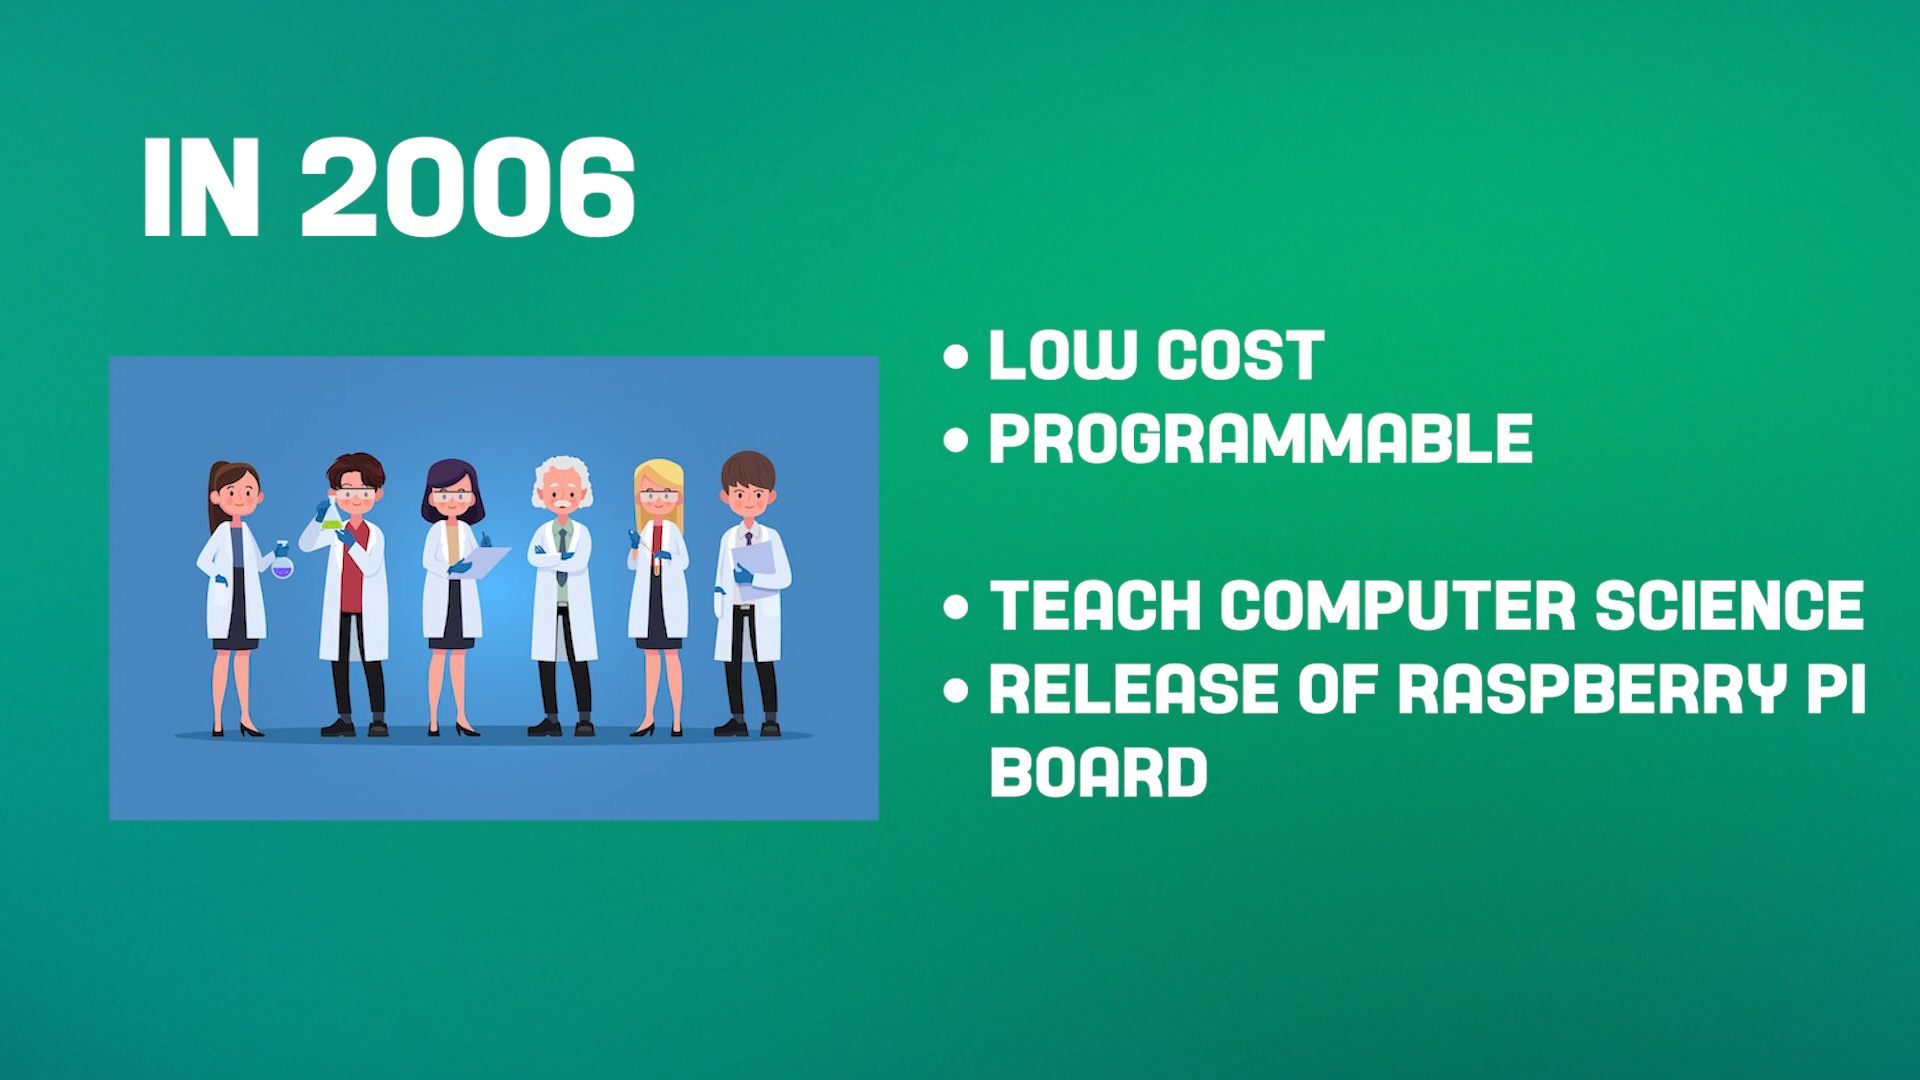 IN 2006
• LOW COST
• PROGRAMMABLE
• TEACH COMPUTER SCIENCE
• RELEASE OF RASPBERRY PI
BOARD